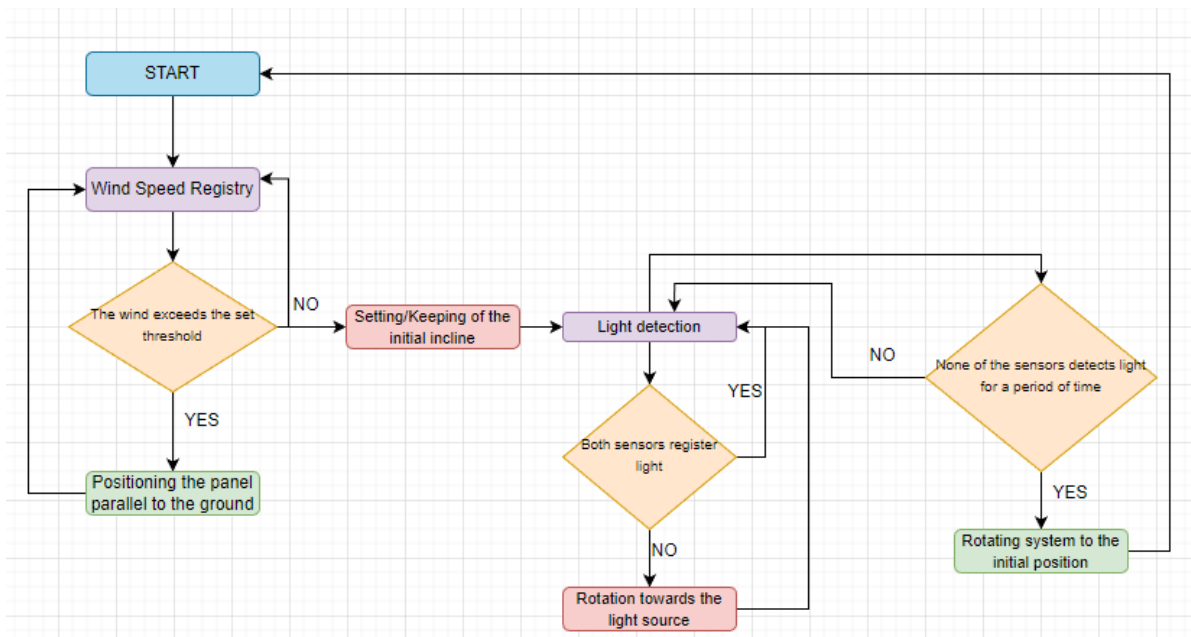 START
Wind Speed Registry
The wind exceeds the set
threshold
NO
YES
Positioning the panel
parallel to the ground
Setting/Keeping of the
initial incline
Light detection
Both sensors register
light
YES
NO
Rotation towards the
light source
None of the sensors detects light
for a period of time
NO
YES
Rotating system to the
initial position